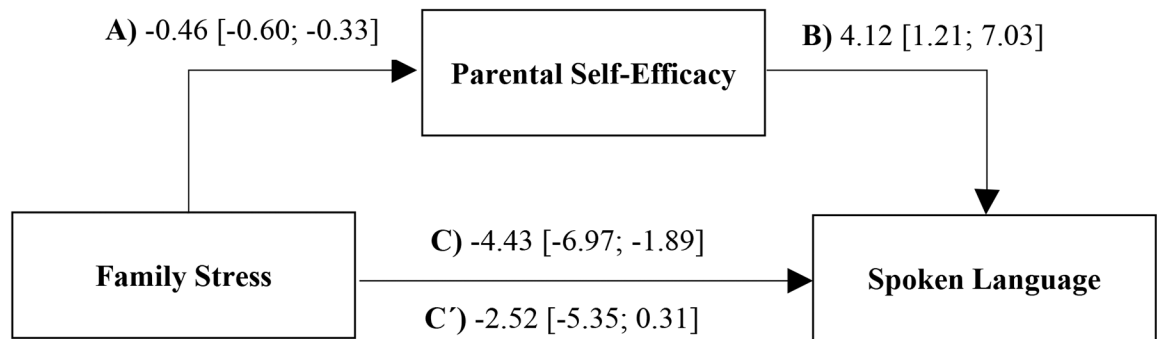 A) -0.46 [-0.60; -0.33]
B) 4.12 [1.21; 7.03]
Parental Self-Efficacy
C) -4.43 [-6.97; -1.89]
Family Stress
Spoken Language
C´) -2.52 [-5.35; 0.31]